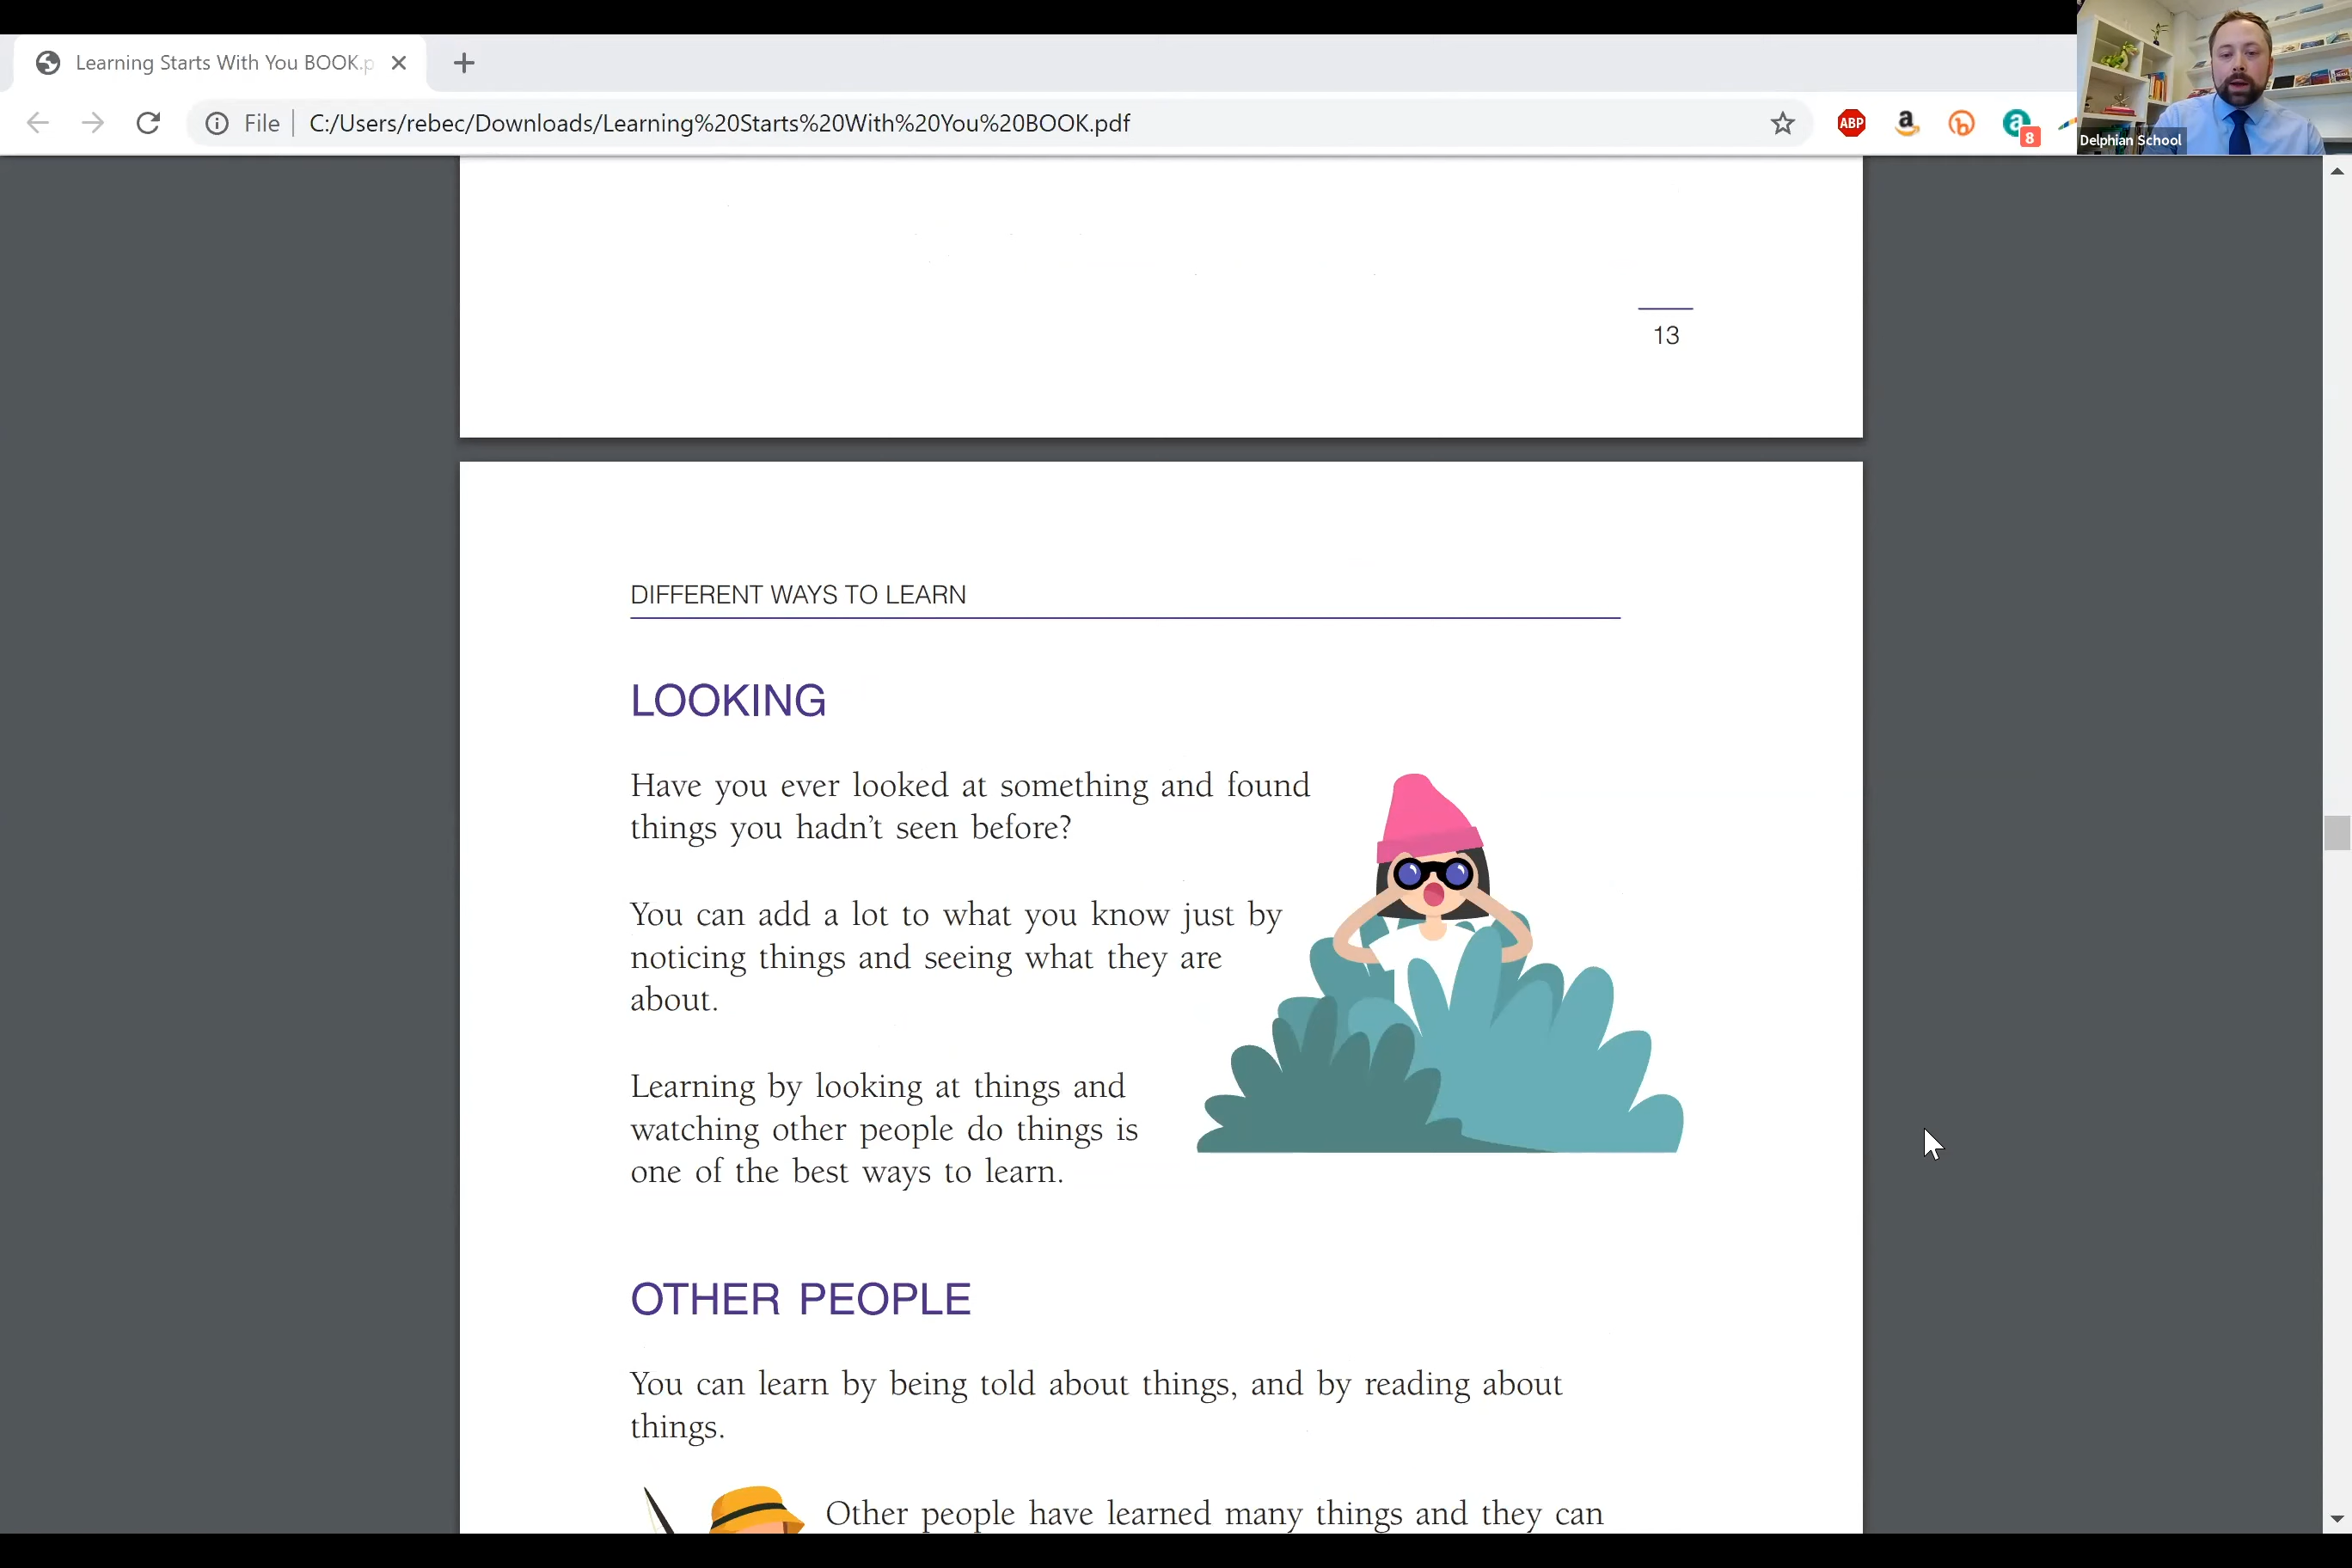 Learning Starts With You BOOK.p
File
C:/Users/rebec/Downloads/Learning%20Starts%20With%20You%20BOOK.pdf
ABP
a
b
a
8
Delphian School
13
DIFFERENT WAYS TO LEARN
LOOKING
Have you ever looked at something and found
things you hadn't seen before?
You can add a lot to what you know just by
noticing things and seeing what they are
about.
Learning by looking at things and
watching other people do things is
one of the best ways to learn.
OTHER PEOPLE
You can learn by being told about things, and by reading about
things.
Other people have learned many things and they can